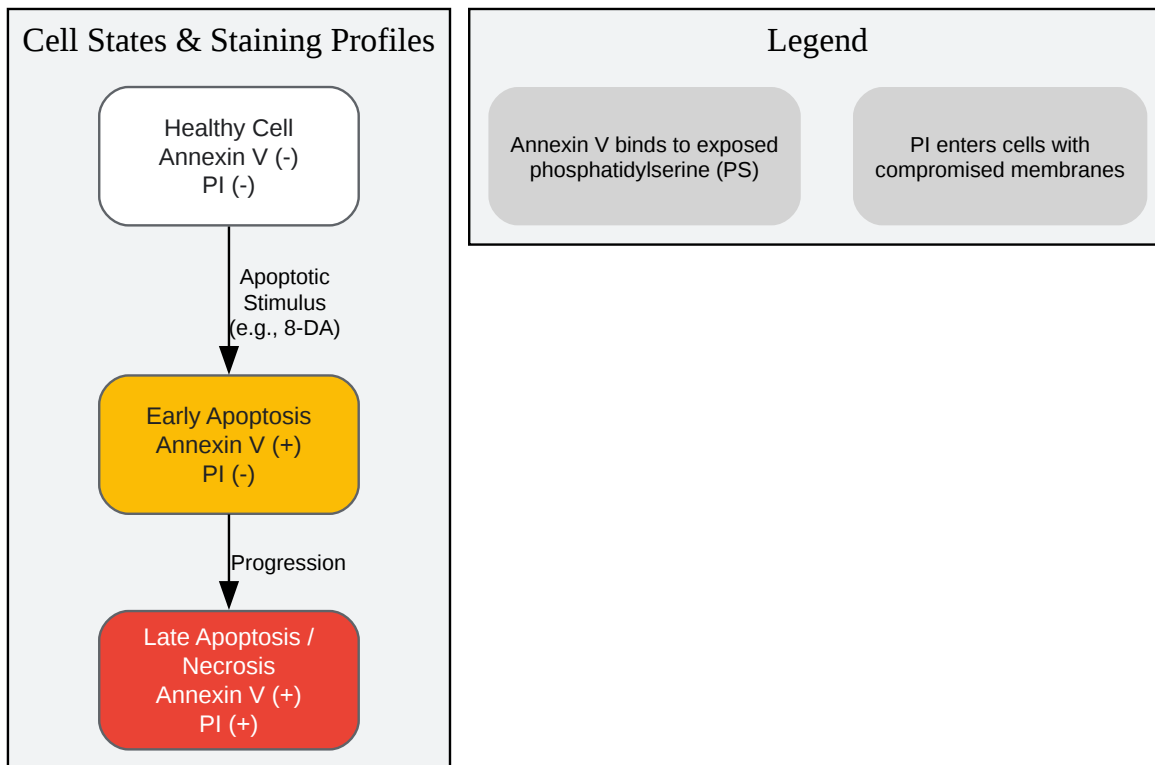 Cell States & Staining Profiles
Healthy Cell
Annexin V (-)
PI (-)
Apoptotic
Stimulus
(e.g., 8-DA)
Early Apoptosis
Annexin V (+)
PI (-)
Progression
Late Apoptosis /
Necrosis
Annexin V (+)
PI (+)
Legend
Annexin V binds to exposed
phosphatidylserine (PS)
PI enters cells with
compromised membranes